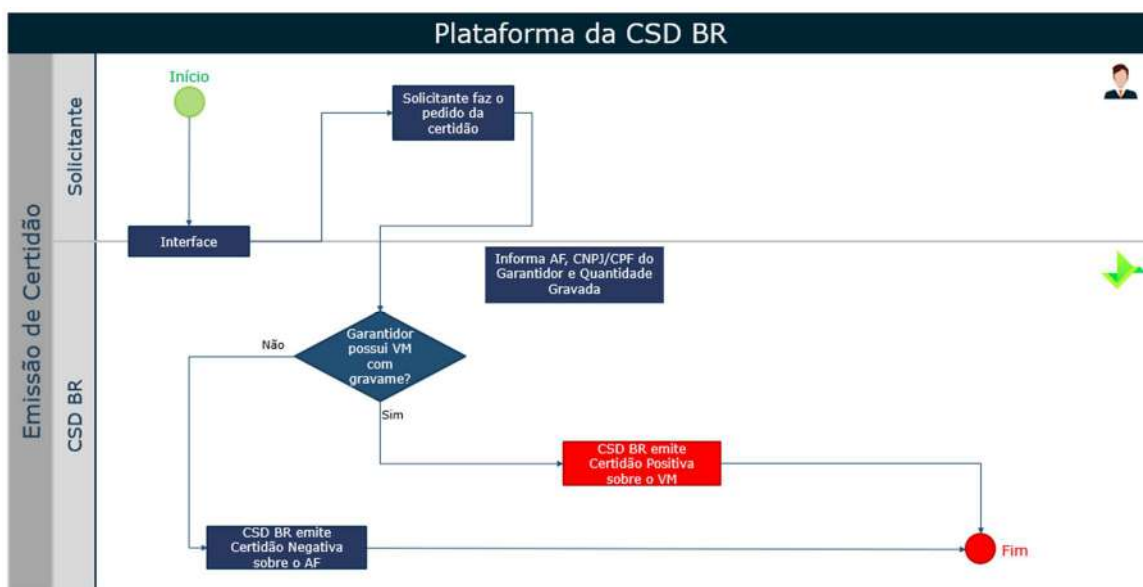 Plataforma da CSD BR
Emissão de Certidão
Solicitante
Início
Solicitante faz o
pedido da
certidão
Interface
CSD BR
Informa AF, CNPJ/CPF do
Garantidor e Quantidade
Gravada
Garantidor
possui VM
com
gravame?
Não
Sim
CSD BR emite
Certidão Positiva
sobre o VM
CSD BR emite
Certidão Negativa
sobre o AF
Fim